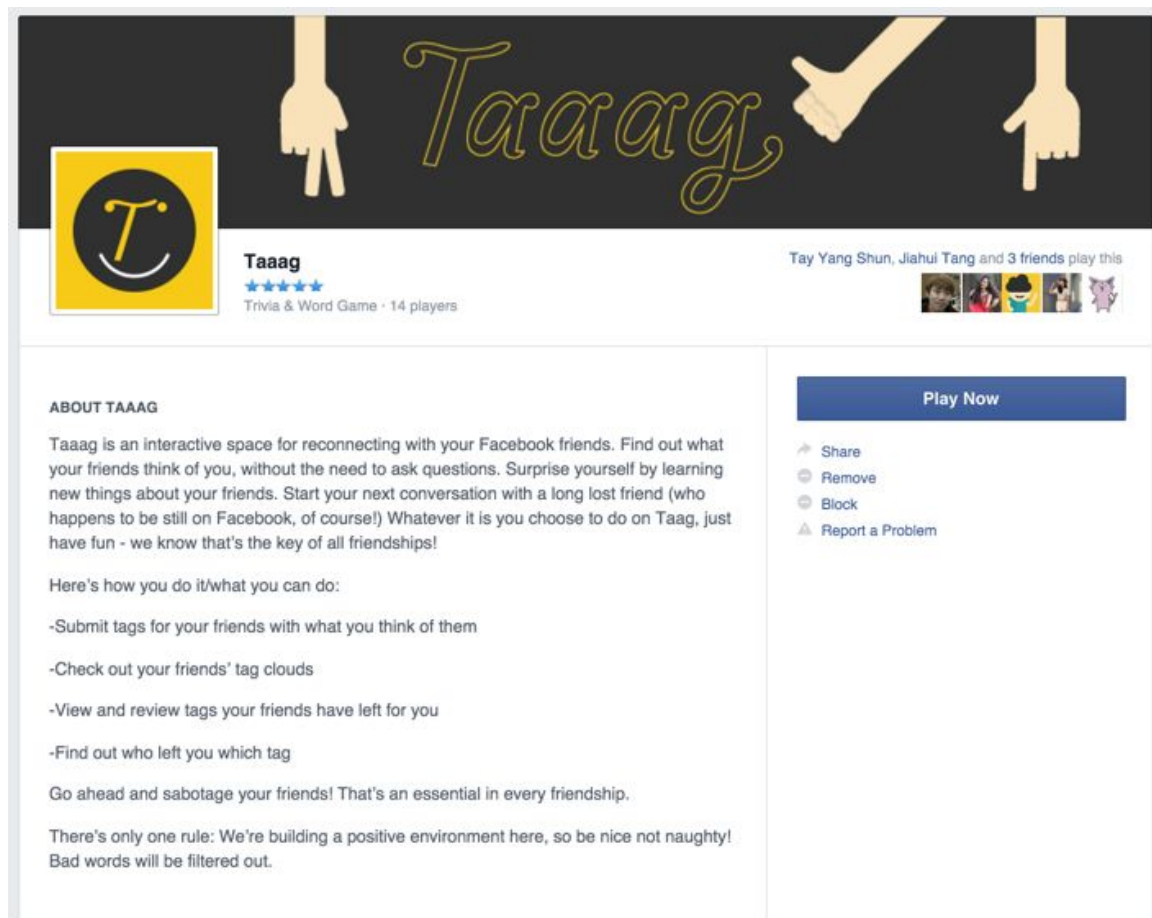 Taaag
T
Taaag
Trivia & Word Game · 14 players
Tay Yang Shun, Jiahui Tang and 3 friends play this
ABOUT TAAAG
Taaag is an interactive space for reconnecting with your Facebook friends. Find out what
your friends think of you, without the need to ask questions. Surprise yourself by learning
new things about your friends. Start your next conversation with a long lost friend (who
happens to be still on Facebook, of course!) Whatever it is you choose to do on Taag, just
have fun - we know that's the key of all friendships!
Here's how you do it/what you can do:
-Submit tags for your friends with what you think of them
-Check out your friends' tag clouds
-View and review tags your friends have left for you
-Find out who left you which tag
Go ahead and sabotage your friends! That's an essential in every friendship.
There's only one rule: We're building a positive environment here, so be nice not naughty!
Bad words will be filtered out.
Play Now
Share
Remove
Block
Report a Problem